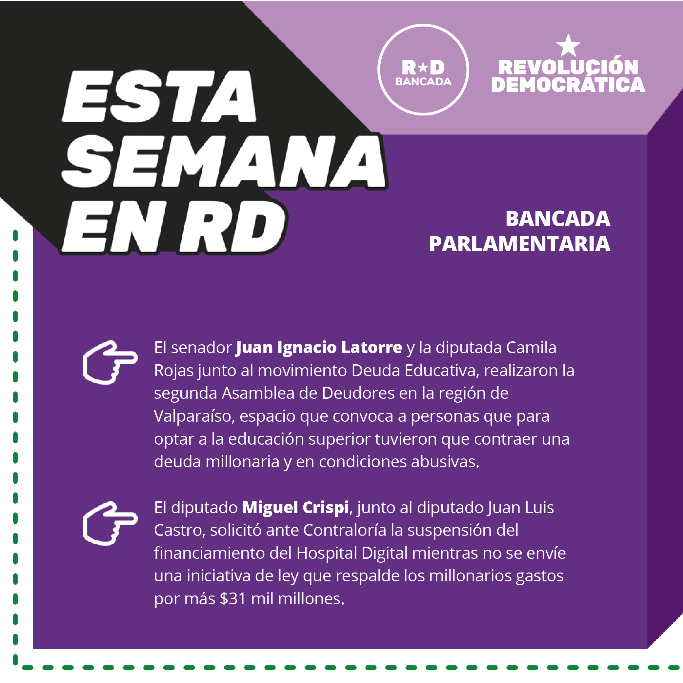 R★D
BANCADA
REVOLUCIÓN
DEMOCRÁTICA
ESTA
SEMANA
EN RD
BANCADA
PARLAMENTARIA
El senador Juan Ignacio Latorre y la diputada Camila
Rojas junto al movimiento Deuda Educativa, realizaron la
segunda Asamblea de Deudores en la región de
Valparaíso, espacio que convoca a personas que para
optar a la educación superior tuvieron que contraer una
deuda millonaria y en condiciones abusivas.
El diputado Miguel Crispi, junto al diputado Juan Luis
Castro, solicitó ante Contraloría la suspensión del
financiamiento del Hospital Digital mientras no se envíe
una iniciativa de ley que respalde los millonarios gastos
por más $31 mil millones.